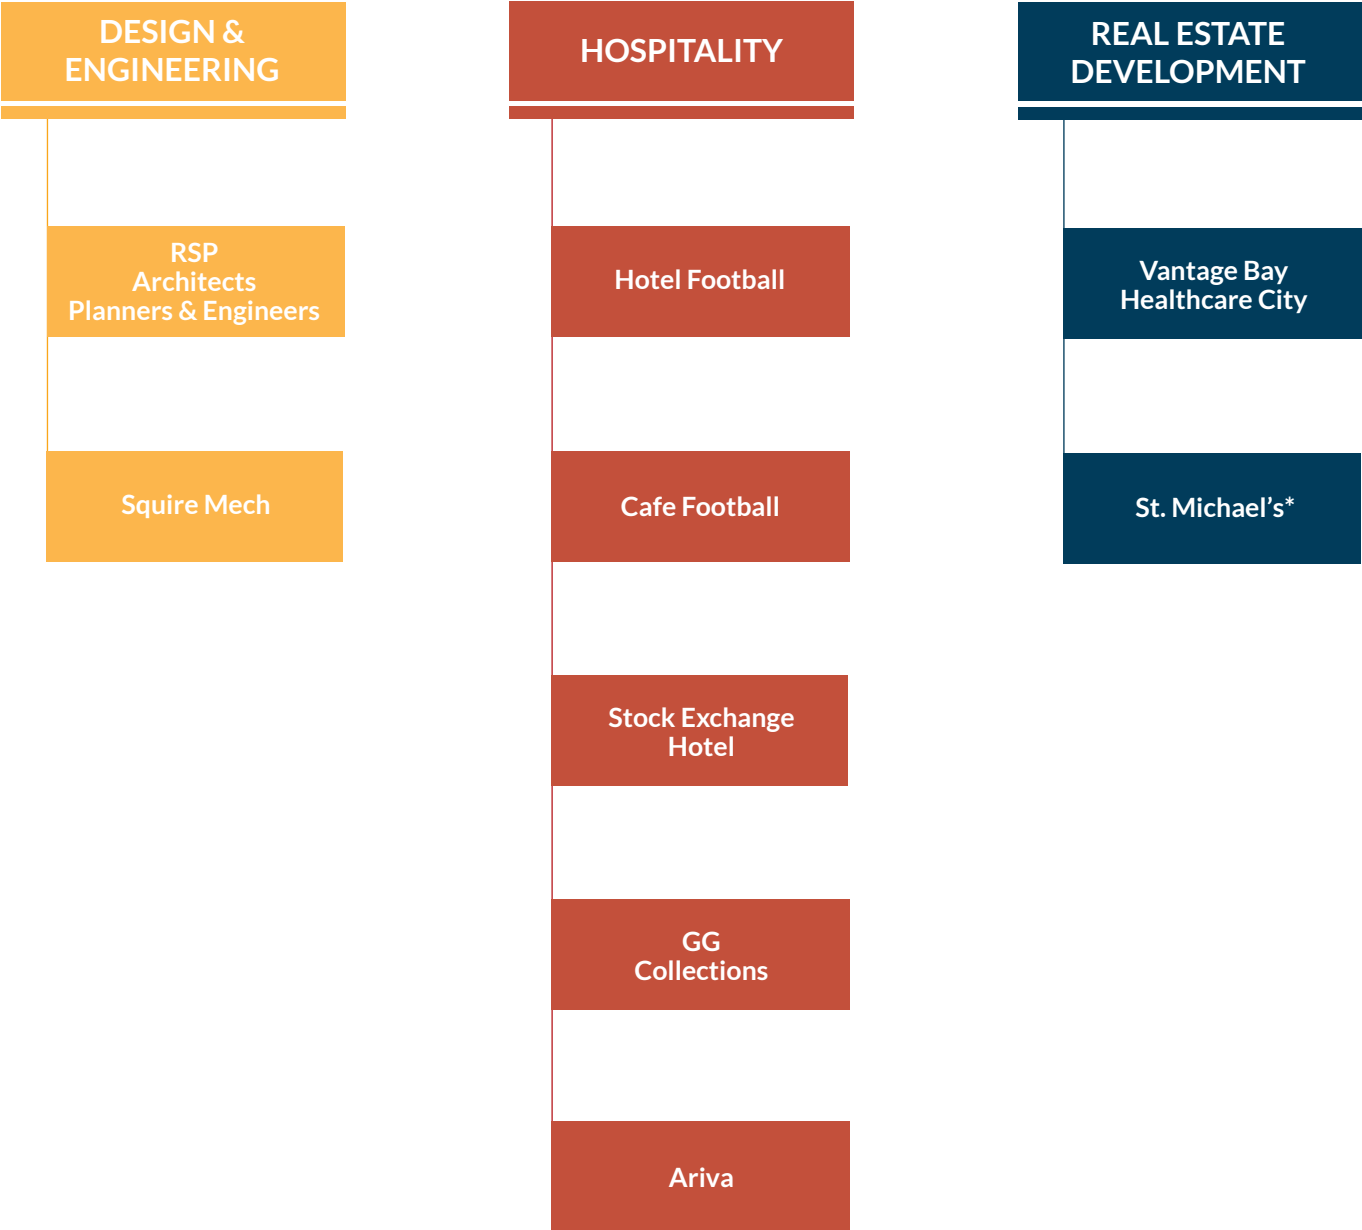 DESIGN &
ENGINEERING
RSP
Architects
Planners & Engineers
Squire Mech
HOSPITALITY
Hotel Football
Cafe Football
Stock Exchange
Hotel
GG
Collections
Ariva
REAL ESTATE
DEVELOPMENT
Vantage Bay
Healthcare City
St. Michael’s*